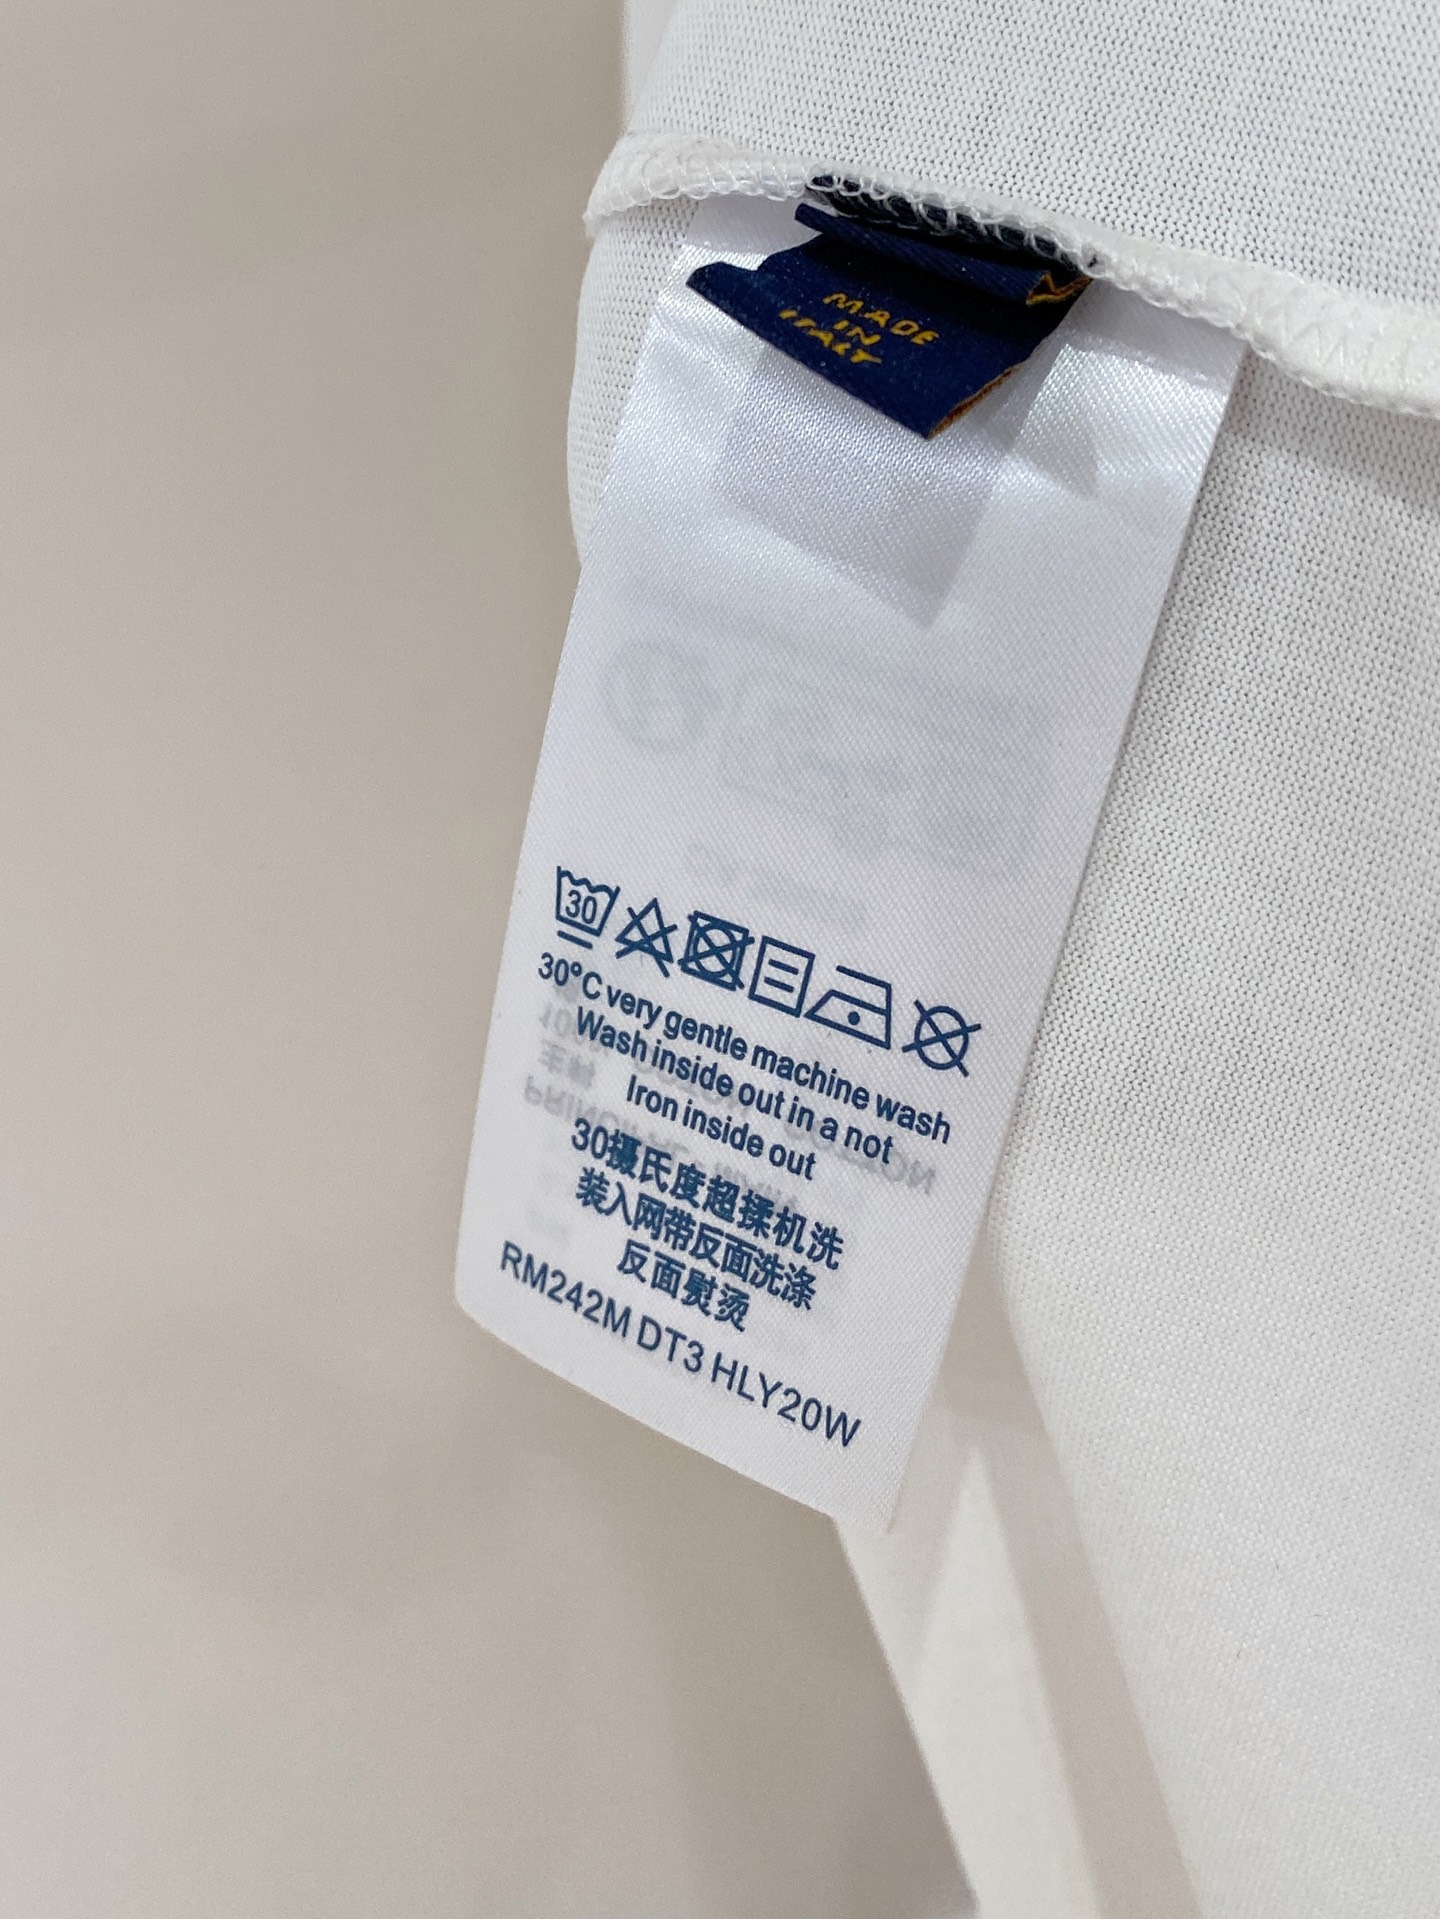 MADE
IN
ITALY
30
30°C very gentle machine wash
Wash inside out in a not
Iron inside out
30摄氏度超揉机洗
装入网带反面洗涤
反面熨烫
RM242M DT3 HLY20W